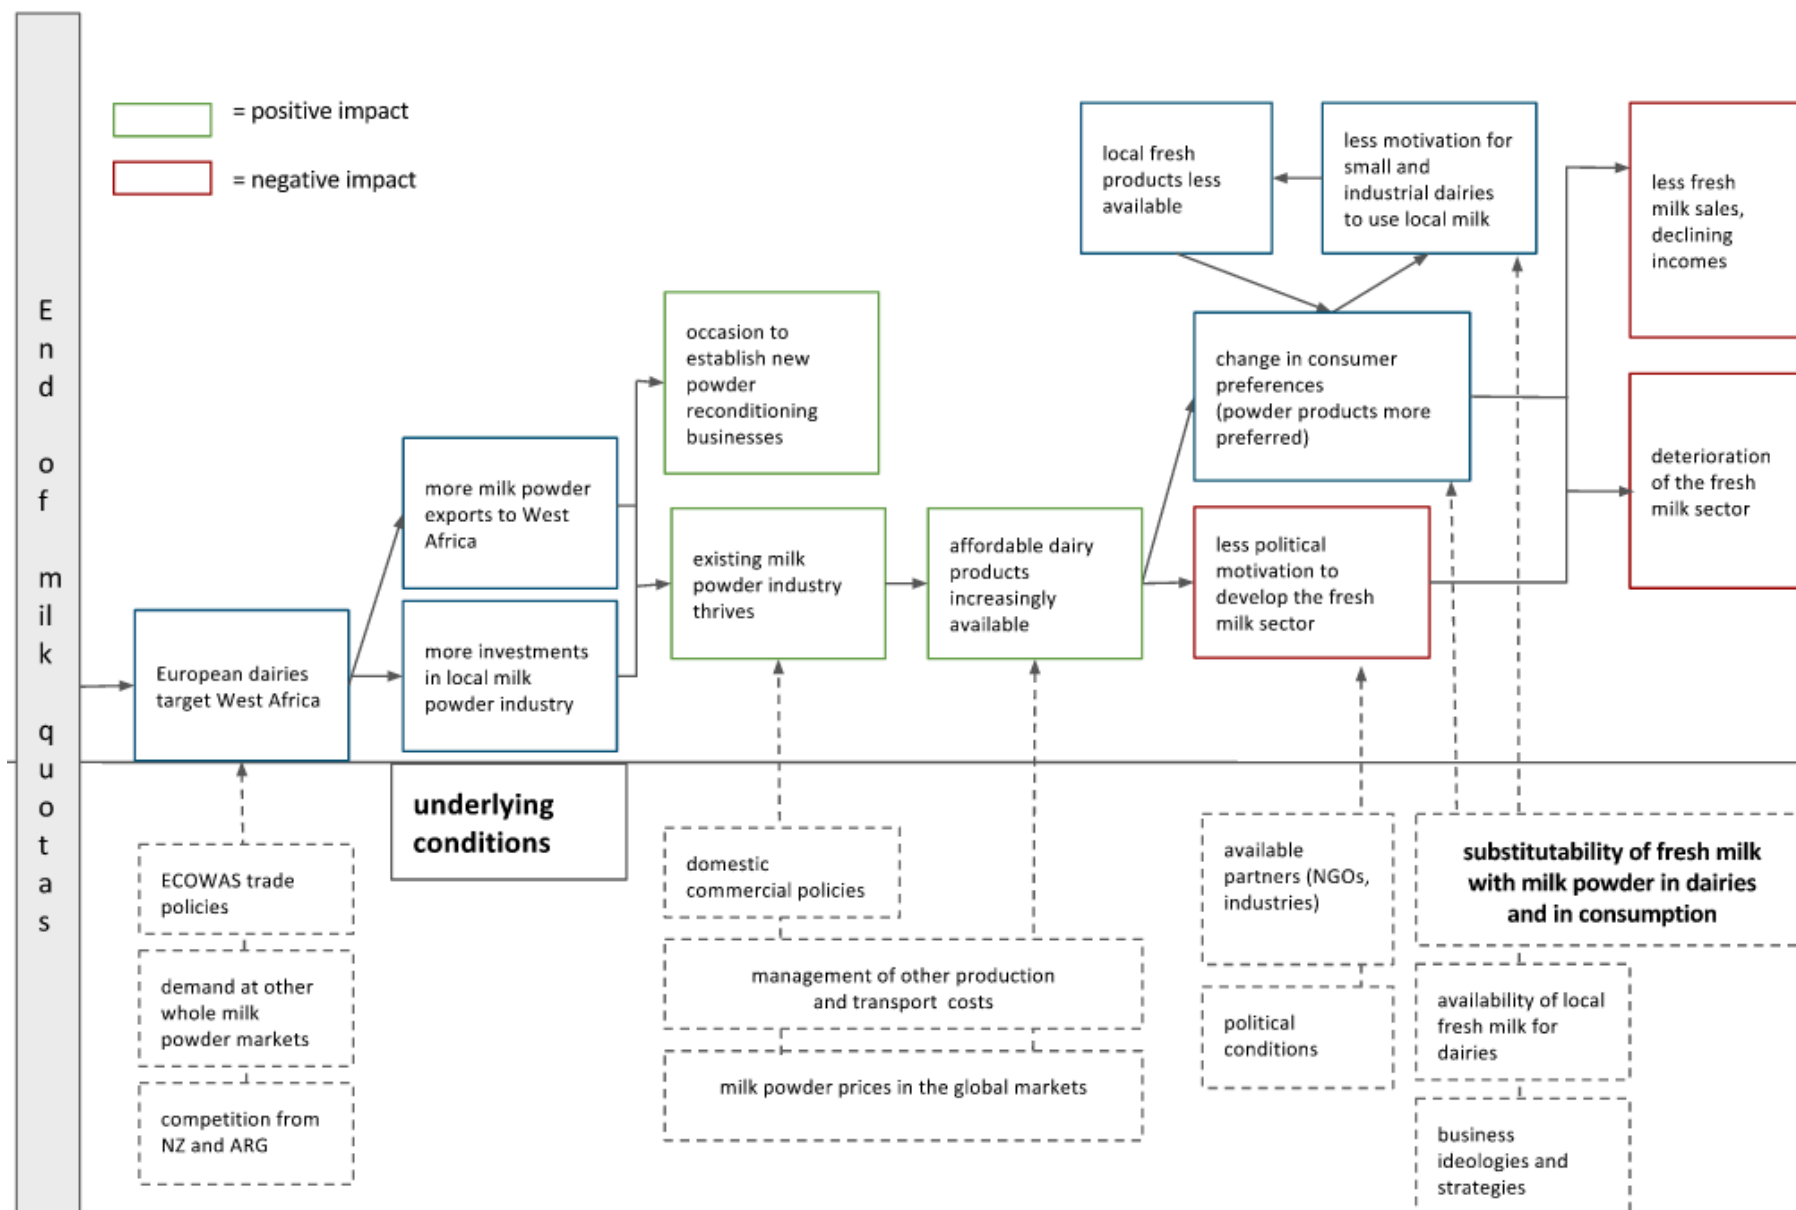 End of milk quotas
= positive impact
= negative impact
European dairies
target West Africa
more milk powder
exports to West
Africa
more investments
in local milk
powder industry
occasion to
establish new
powder
reconditioning
businesses
existing milk
powder industry
thrives
affordable dairy
products
increasingly
available
local fresh
products less
available
less motivation for
small and
industrial dairies
to use local milk
change in consumer
preferences
(powder products more
preferred)
less political
motivation to
develop the fresh
milk sector
less fresh
milk sales,
declining
incomes
deterioration
of the fresh
milk sector
underlying
conditions
ECOWAS trade
policies
demand at other
whole milk
powder markets
competition from
NZ and ARG
domestic
commercial policies
management of other production
and transport costs
milk powder prices in the global markets
available
partners (NGOs,
industries)
political
conditions
substitutability of fresh milk
with milk powder in dairies
and in consumption
availability of local
fresh milk for
dairies
business
ideologies and
strategies